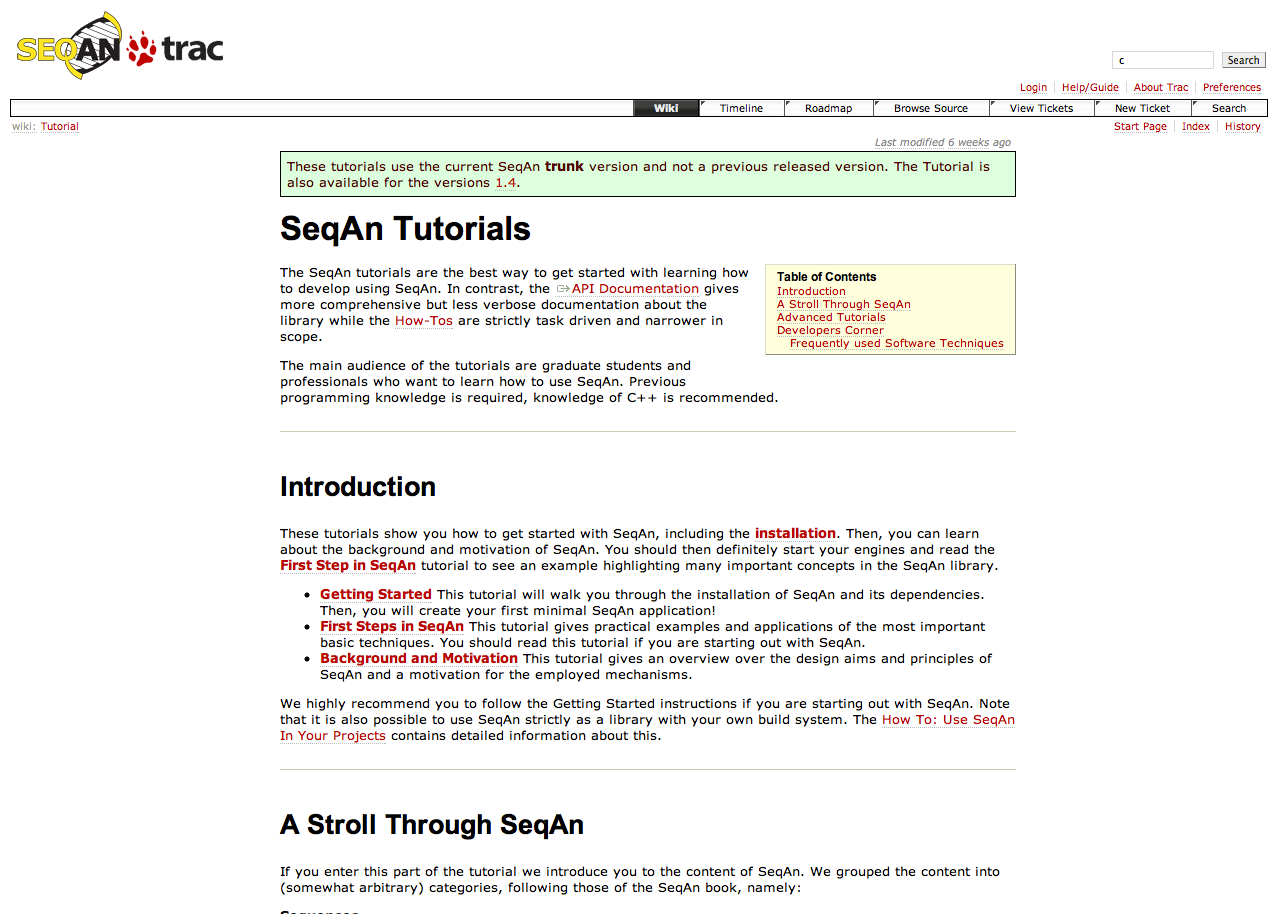 SEQAN trac
c
Search
Login
Help/Guide
About Trac
Preferences
Wiki
Timeline
Roadmap
Browse Source
View Tickets
New Ticket
Search
wiki: Tutorial
Start Page
Index
History
Last modified 6 weeks ago
These tutorials use the current SeqAn trunk version and not a previous released version. The Tutorial is
also available for the versions 1.4.
SeqAn Tutorials
The SeqAn tutorials are the best way to get started with learning how
to develop using SeqAn. In contrast, the API Documentation gives
more comprehensive but less verbose documentation about the
library while the How-Tos are strictly task driven and narrower in
scope.
Table of Contents
Introduction
A Stroll Through SeqAn
Advanced Tutorials
Developers Corner
Frequently used Software Techniques
The main audience of the tutorials are graduate students and
professionals who want to learn how to use SeqAn. Previous
programming knowledge is required, knowledge of C++ is recommended.
Introduction
These tutorials show you how to get started with SeqAn, including the installation. Then, you can learn
about the background and motivation of SeqAn. You should then definitely start your engines and read the
First Step in SeqAn tutorial to see an example highlighting many important concepts in the SeqAn library.
• Getting Started This tutorial will walk you through the installation of SeqAn and its dependencies.
Then, you will create your first minimal SeqAn application!
• First Steps in SeqAn This tutorial gives practical examples and applications of the most important
basic techniques. You should read this tutorial if you are starting out with SeqAn.
• Background and Motivation This tutorial gives an overview over the design aims and principles of
SeqAn and a motivation for the employed mechanisms.
We highly recommend you to follow the Getting Started instructions if you are starting out with SeqAn. Note
that it is also possible to use SeqAn strictly as a library with your own build system. The How To: Use SeqAn
In Your Projects contains detailed information about this.
A Stroll Through SeqAn
If you enter this part of the tutorial we introduce you to the content of SeqAn. We grouped the content into
(somewhat arbitrary) categories, following those of the SeqAn book, namely:
Sequences